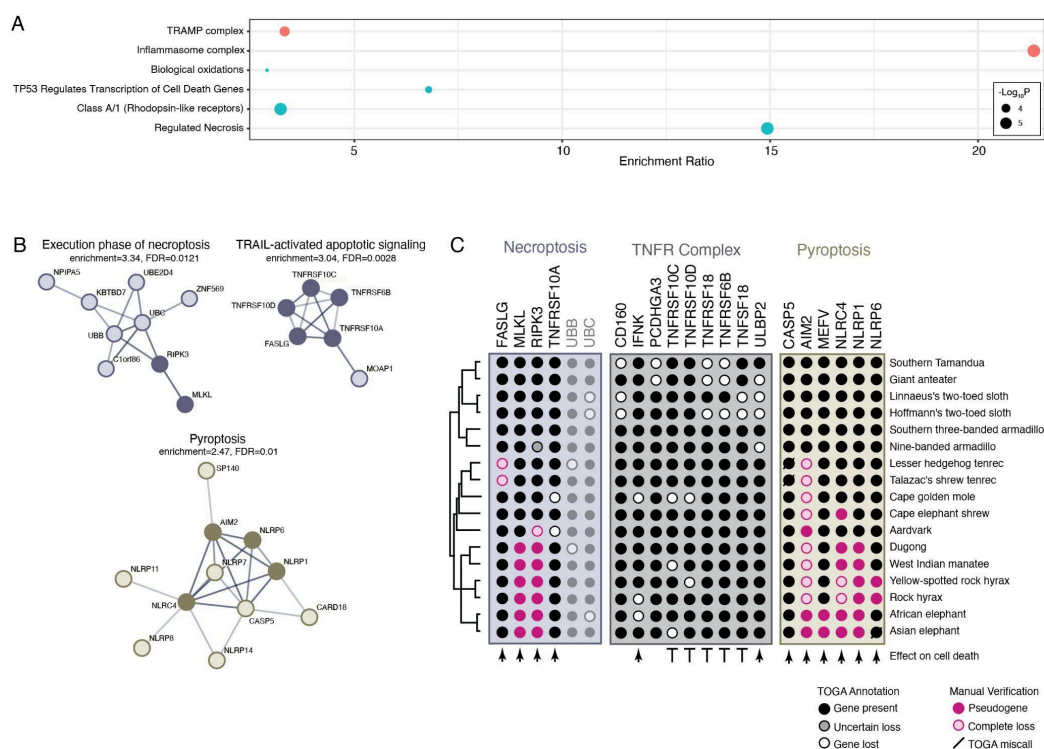 A
TRAMP complex
Inflammasome complex
Biological oxidations
TP53 Regulates Transcription of Cell Death Genes
Class A/1 (Rhodopsin-like receptors)
Regulated Necrosis
-Log10P
4
5
5
10
15
20
Enrichment Ratio
B
Execution phase of necroptosis
enrichment=3.34, FDR=0.0121
NPIPA5
UBE2D4
KBTBD7
ZNF569
UBC
UBB
C1orf86
RIPK3
MLKL
TRAIL-activated apoptotic signaling
enrichment=3.04, FDR=0.0028
TNFRSF10C
TNFRSF6B
TNFRSF10D
TNFRSF10A
FASLG
MOAP1
Pyroptosis
enrichment=2.47, FDR=0.01
SP140
AIM2
NLRP6
NLRP7
NLRP1
NLRP11
NLRC4
CASP5
CARD18
NLRP8
NLRP14
C
Necroptosis
TNFR Complex
Pyroptosis
FASLG
MLKL
RIPK3
TNFRSF10A
UBB
UBC
CD160
IFNK
PCDHGA3
TNFRSF10C
TNFRSF10D
TNFRSF18
TNFRSF6B
TNFSF18
ULBP2
CASP5
AIM2
MEFV
NLRC4
NLRP1
NLRP6
Southern Tamandua
Giant anteater
Linnaeus's two-toed sloth
Hoffmann's two-toed sloth
Southern three-banded armadillo
Nine-banded armadillo
Lesser hedgehog tenrec
Talazac's shrew tenrec
Cape golden mole
Cape elephant shrew
Aardvark
Dugong
West Indian manatee
Yellow-spotted rock hyrax
Rock hyrax
African elephant
Asian elephant
Effect on cell death
TOGA Annotation
Gene present
Uncertain loss
Gene lost
Manual Verification
Pseudogene
Complete loss
TOGA miscall